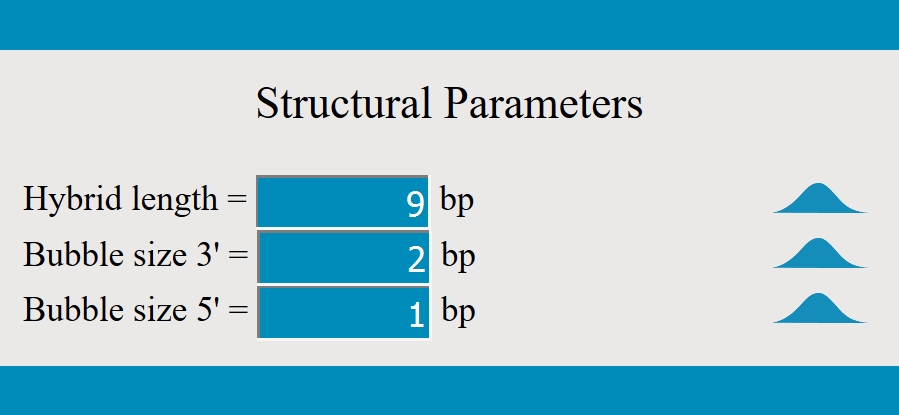 Structural Parameters
Hybrid length = 9 bp
Bubble size 3' = 2 bp
Bubble size 5' = 1 bp